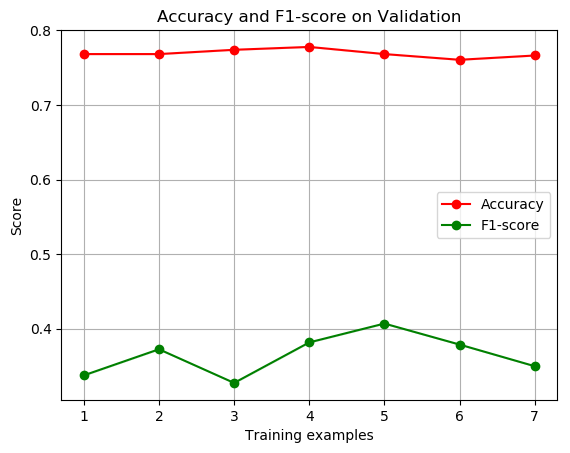 Accuracy and F1-score on Validation
0.8
0.7
0.6
0.5
0.4
Score
Accuracy
F1-score
1 2 3 4 5 6 7
Training examples